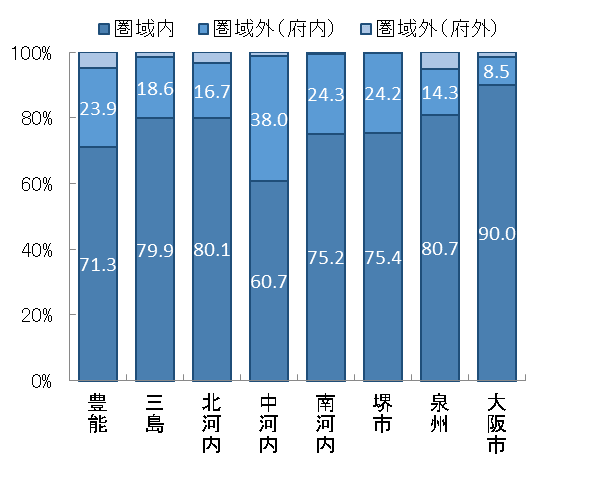 圏域内 圏域外(府内) 圏域外(府外)
100%
80%
60%
40%
20%
0%
23.9 18.6 16.7 38.0 24.3 24.2 14.3 8.5
71.3 79.9 80.1 60.7 75.2 75.4 80.7 90.0
豊能
三島
北河内
中河内
南河内
堺市
泉州
大阪市